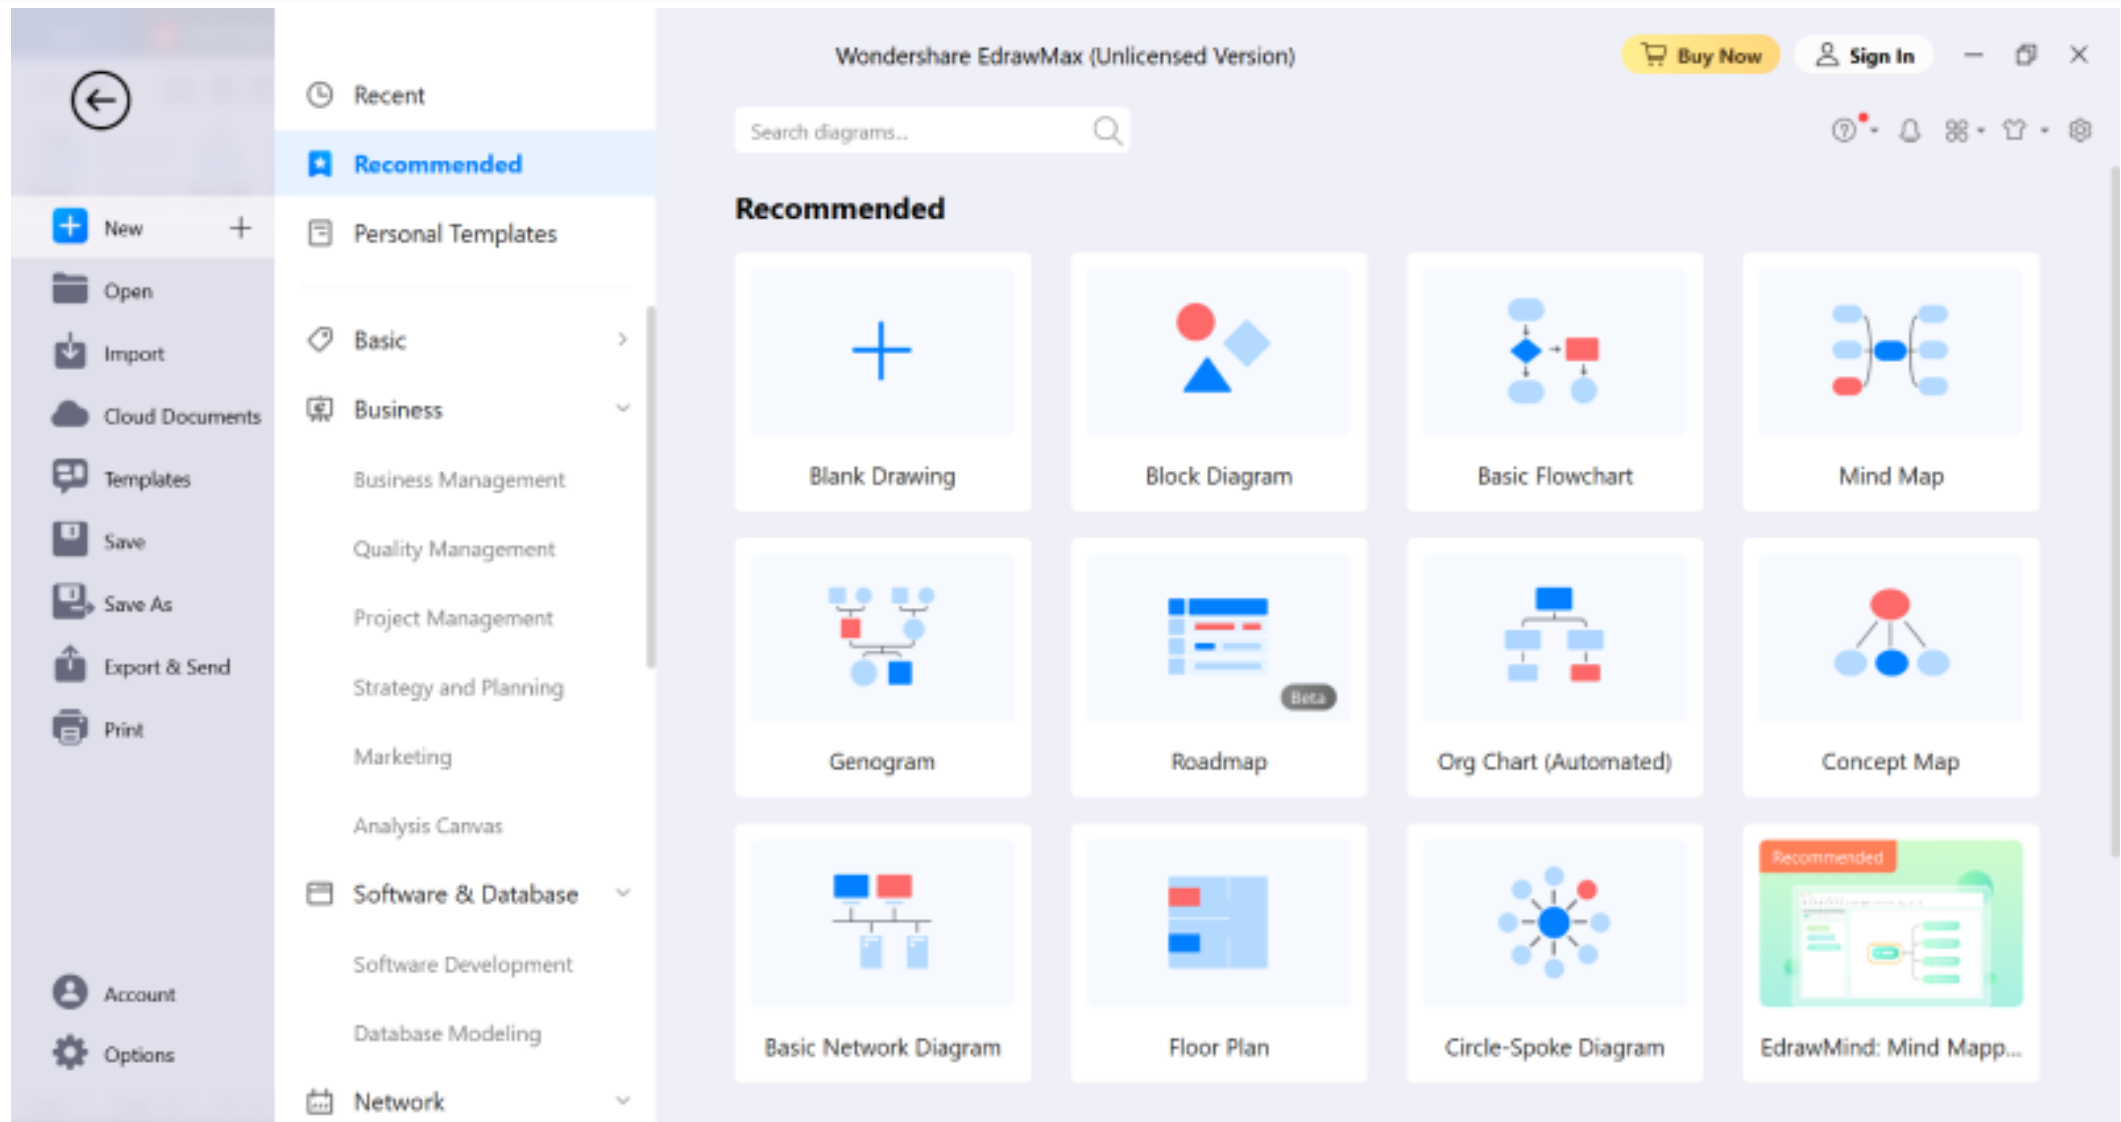 Wondershare EdrawMax (Unlicensed Version)
Buy Now
Sign In
New
Open
Import
Cloud Documents
Templates
Save
Save As
Export & Send
Print
Account
Options
Recent
Recommended
Personal Templates
Basic
Business
Business Management
Quality Management
Project Management
Strategy and Planning
Marketing
Analysis Canvas
Software & Database
Software Development
Database Modeling
Network
Search diagrams..
Recommended
Blank Drawing
Block Diagram
Basic Flowchart
Mind Map
Genogram
Beta
Roadmap
Org Chart (Automated)
Concept Map
Basic Network Diagram
Floor Plan
Circle-Spoke Diagram
Recommended
EdrawMind: Mind Mapp...